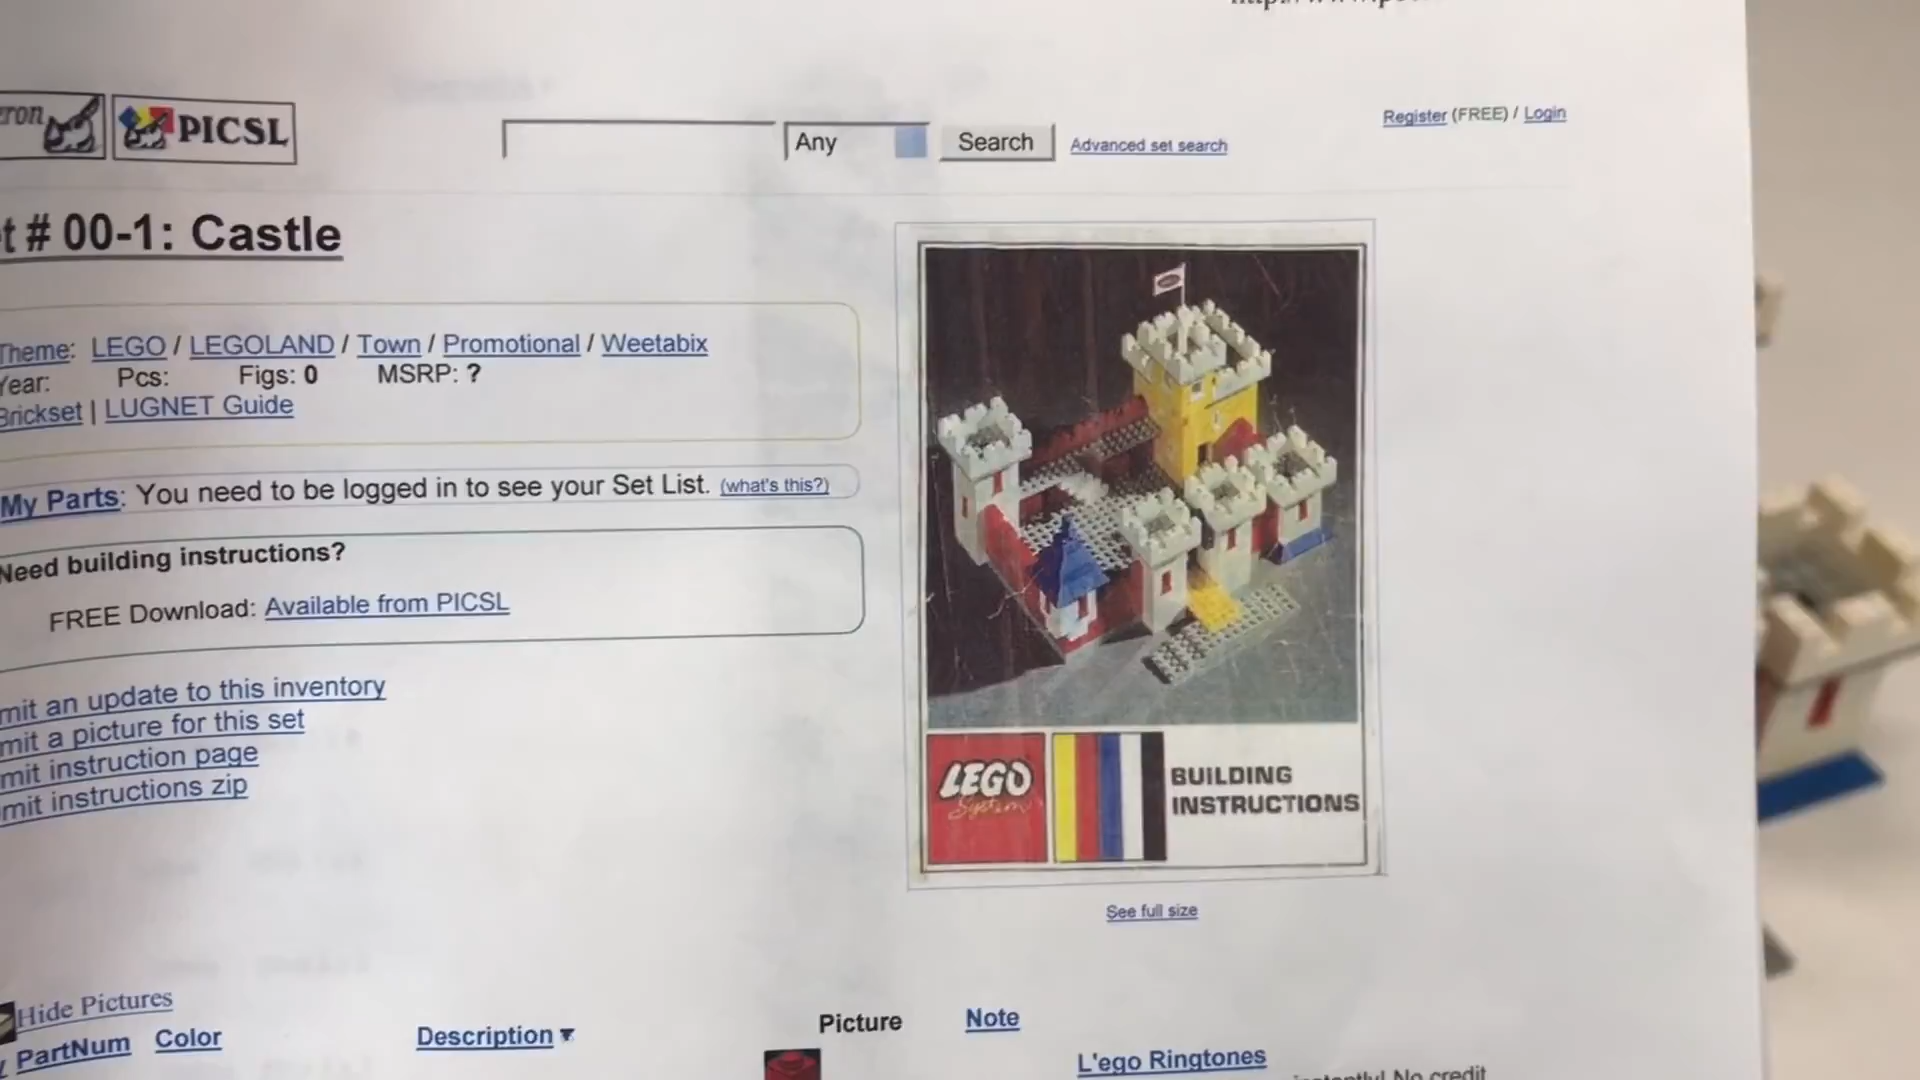 PICSL
Any
Search
Advanced set search
Register (FREE) / Login
# 00-1: Castle
Theme: LEGO / LEGOLAND / Town / Promotional / Weetabix
Year: Pcs: Figs: 0 MSRP: ?
Brickset | LUGNET Guide
My Parts: You need to be logged in to see your Set List. (what's this?)
Need building instructions?
FREE Download: Available from PICSL
mit an update to this inventory
mit a picture for this set
mit instruction page
mit instructions zip
LEGO
System
BUILDING
INSTRUCTIONS
See full size
Hide Pictures
PartNum Color Description Picture Note
L'ego Ringtones
No credit